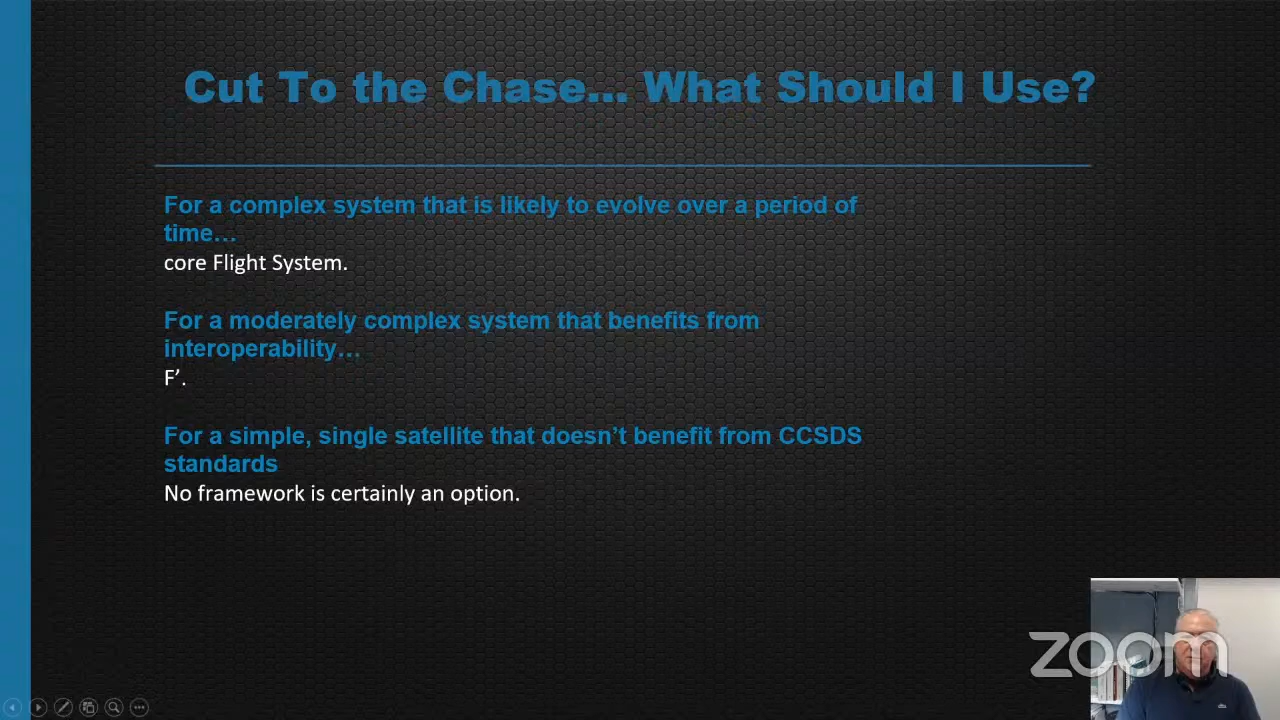 Cut To the Chase... What Should I Use?
For a complex system that is likely to evolve over a period of
time…
core Flight System.
For a moderately complex system that benefits from
interoperability…
F’.
For a simple, single satellite that doesn’t benefit from CCSDS
standards
No framework is certainly an option.
zoom